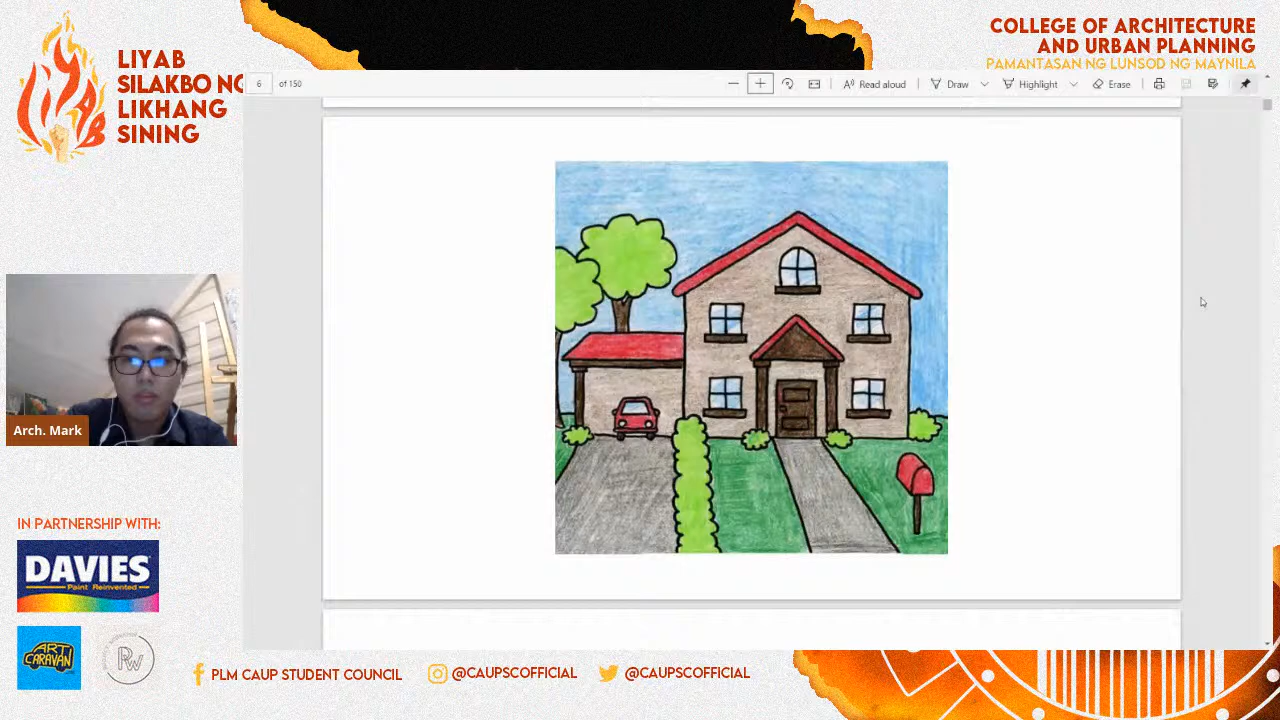 LIYAB
SILAKBO NG
LIKHANG
SINING
COLLEGE OF ARCHITECTURE
AND URBAN PLANNING
PAMANTASAN NG LUNSOD NG MAYNILA
6 of 150
Read aloud
Draw
Highlight
Erase
Arch. Mark
IN PARTNERSHIP WITH:
DAVIES
Paint Reinvented
ART
CARAVAN
PW
PLM CAUP STUDENT COUNCIL
@CAUPSCOFFICIAL
@CAUPSCOFFICIAL